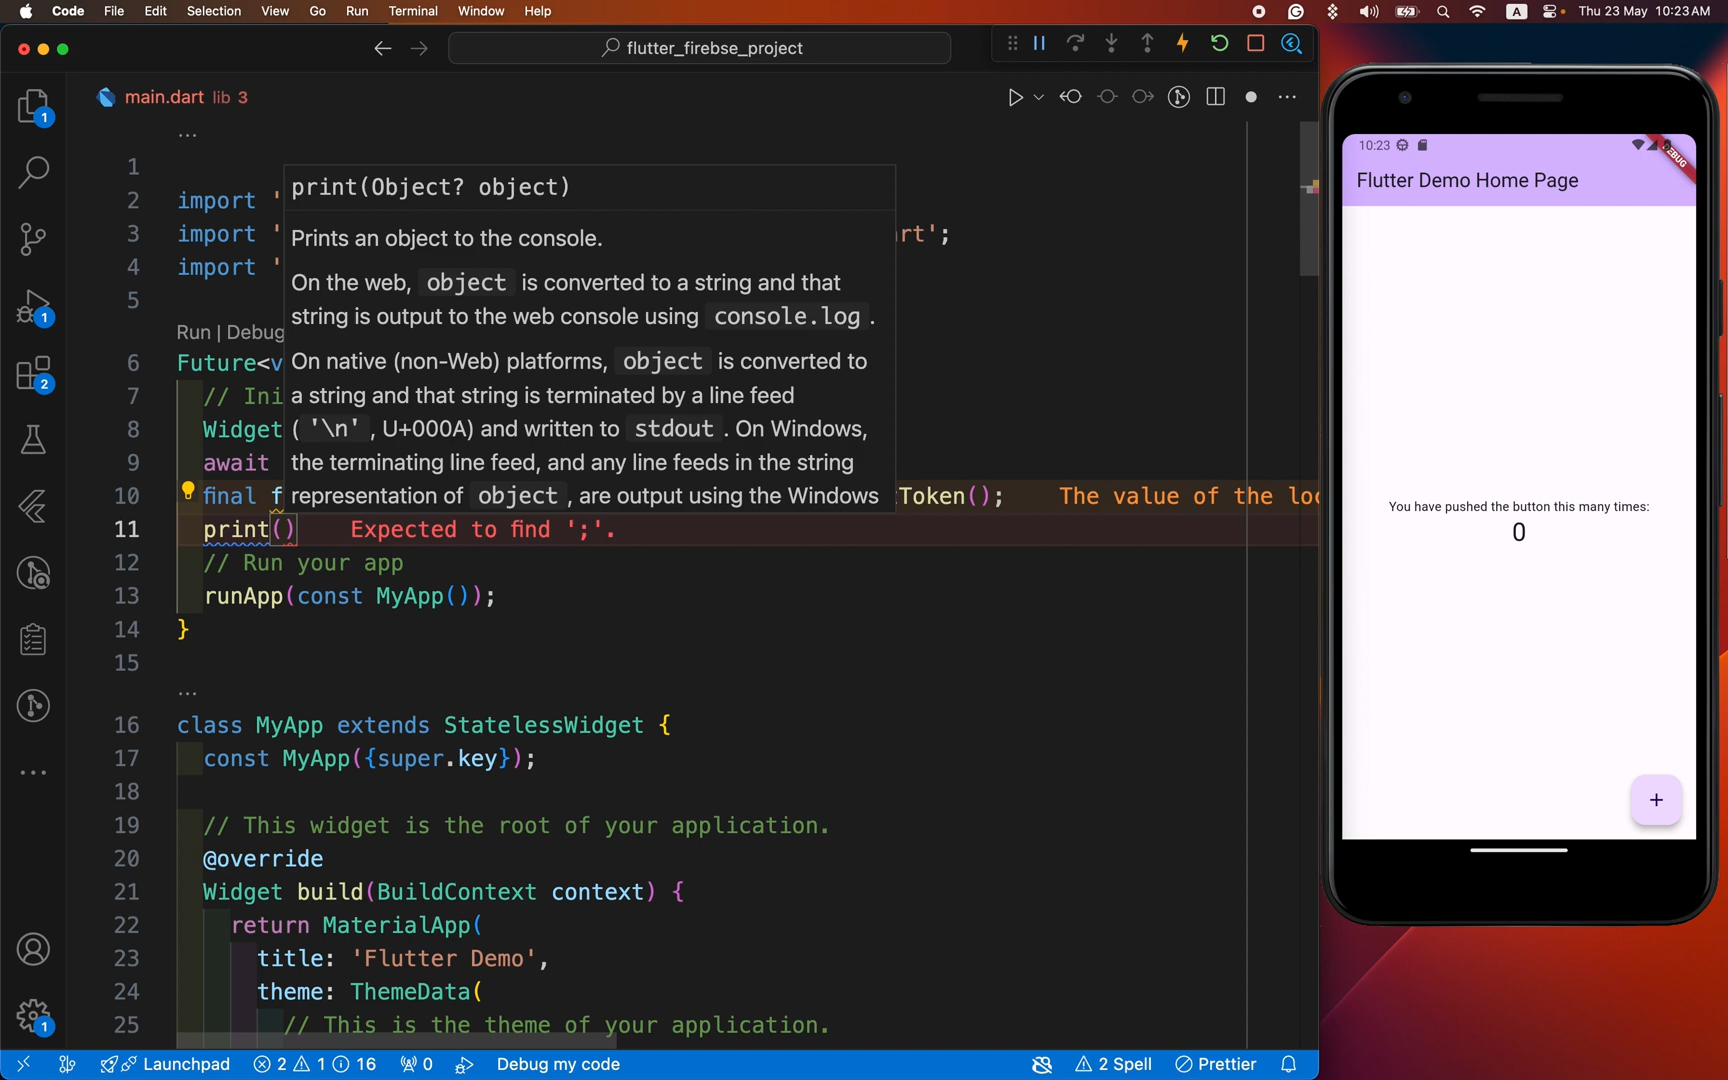 Code File Edit Selection View Go Run Terminal Window Help
A Thu 23 May 10:23 AM
flutter_firebse_project
main.dart lib 3
...
1
2 import '
3 import ' rt';
4 import '
5
print(Object? object)
Prints an object to the console.
On the web, object is converted to a string and that
string is output to the web console using console.log .
On native (non-Web) platforms, object is converted to
a string and that string is terminated by a line feed
( '\n' , U+000A) and written to stdout . On Windows,
the terminating line feed, and any line feeds in the string
representation of object , are output using the Windows
Run | Debug
6 Future<v
7 // Ini
8 Widget
9 await
10 final f Token(); The value of the loc
11 print() Expected to find ';'.
12 // Run your app
13 runApp(const MyApp());
14 }
15
...
16 class MyApp extends StatelessWidget {
17 const MyApp({super.key});
18
19 // This widget is the root of your application.
20 @override
21 Widget build(BuildContext context) {
22 return MaterialApp(
23 title: 'Flutter Demo',
24 theme: ThemeData(
25 // This is the theme of your application.
1
1
2
1
Launchpad 2 1 16 0 Debug my code
2 Spell Prettier
10:23
DEBUG
Flutter Demo Home Page
You have pushed the button this many times:
0
+